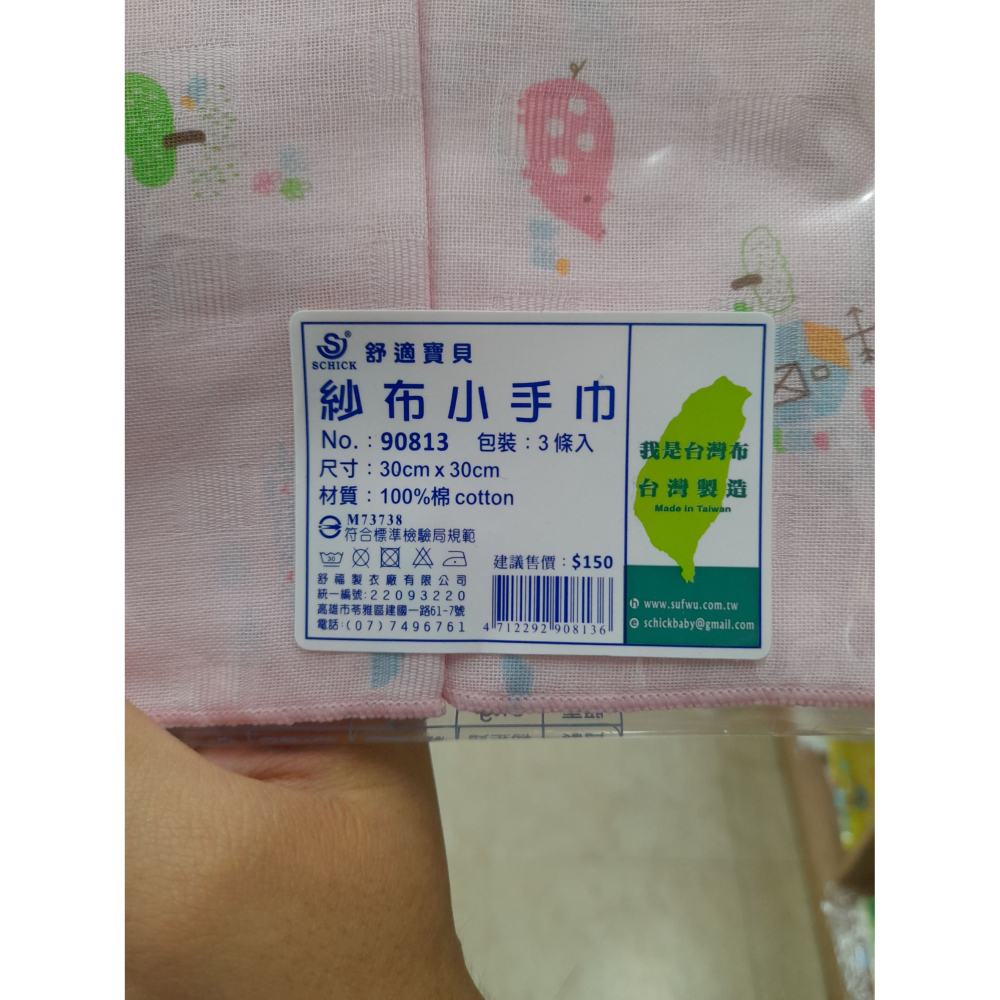 S®
SCHICK
舒適寶貝
紗布小手巾
No.：90813 包裝：3條入
尺寸：30cm x 30cm
材質：100%棉 cotton
M73738
符合標準檢驗局規範
30
建議售價：$150
舒福製衣廠有限公司
統一編號:22093220
高雄市苓雅區建國一路61-7號
電話:(07)7496761
4 712292 908136
我是台灣布
台灣製造
Made in Taiwan
h www.sufwu.com.tw
e schickbaby@gmail.com